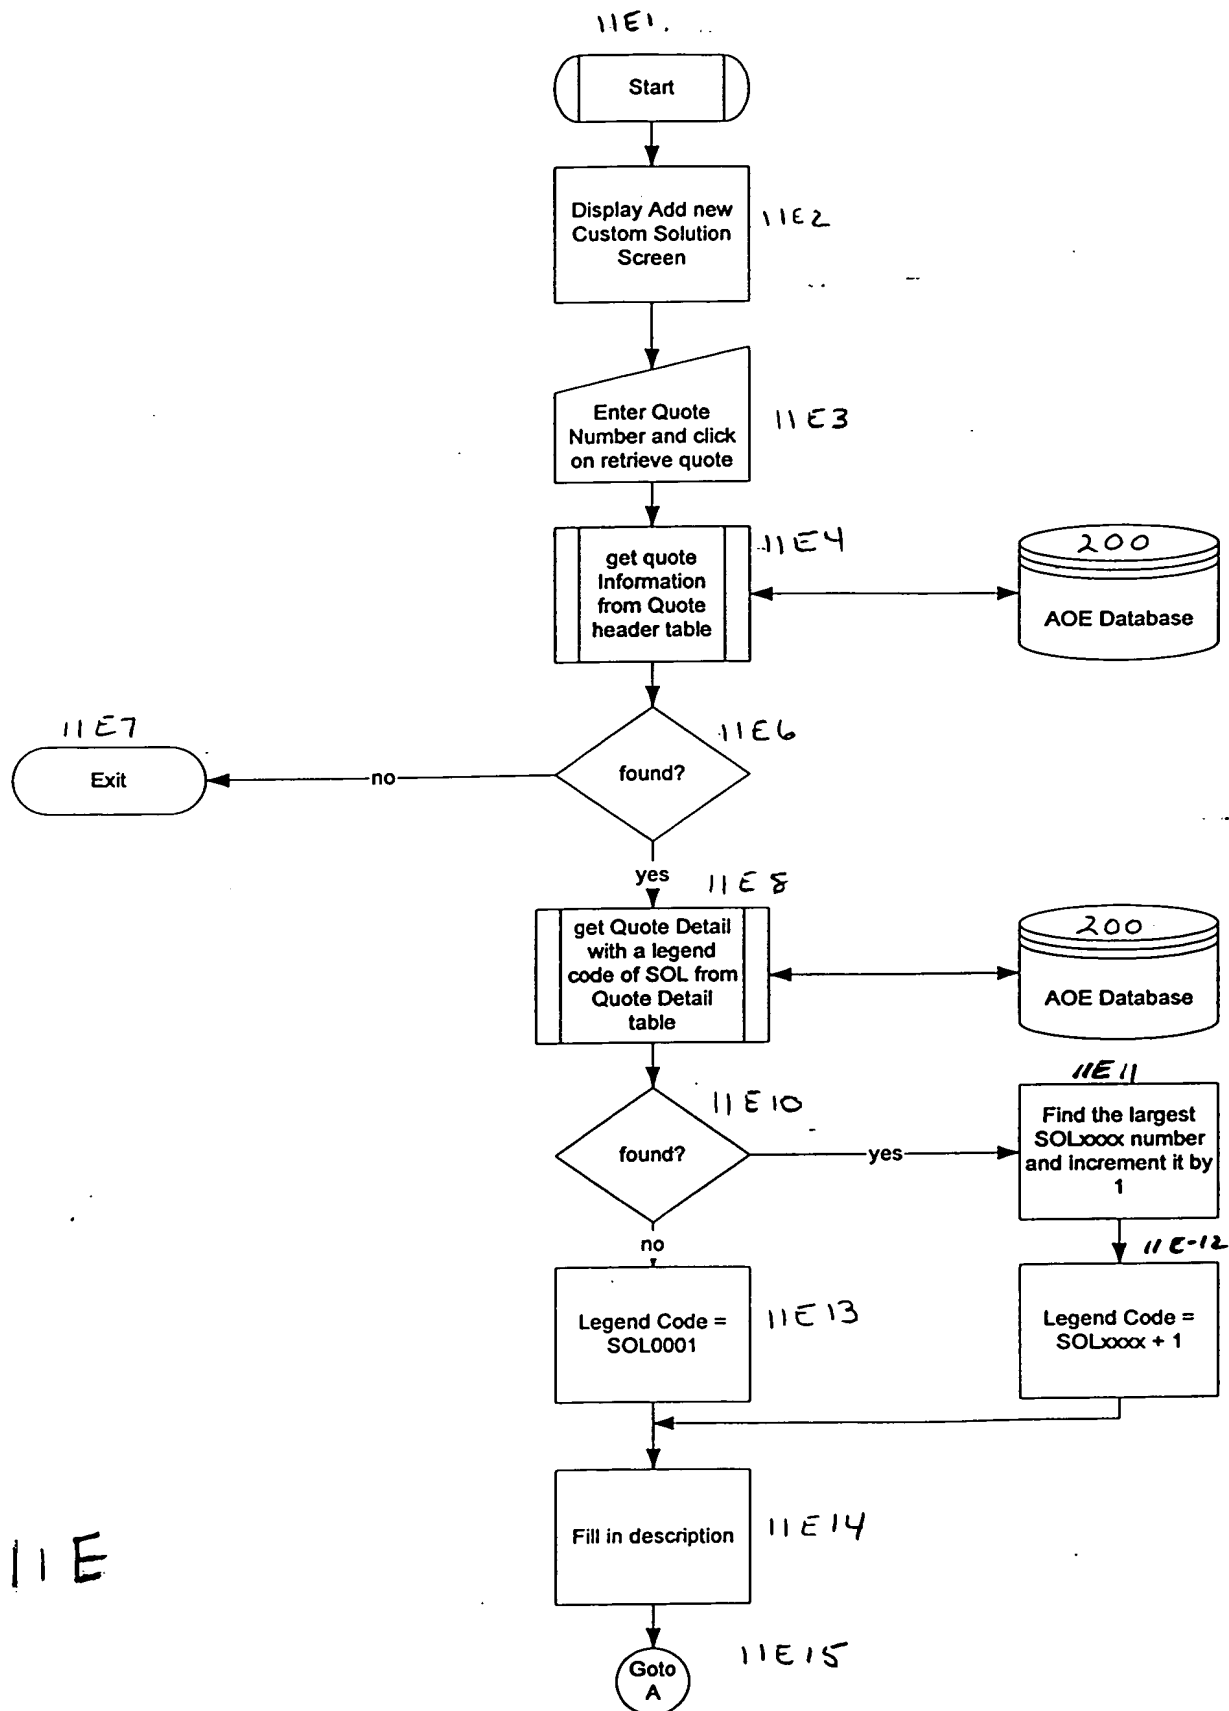 11E1.
Start
Display Add new
Custom Solution
Screen
11E2
Enter Quote
Number and click
on retrieve quote
11E3
get quote
Information
from Quote
header table
11E4
200
AOE Database
11E7
Exit
no
found?
11E6
yes
11E8
get Quote Detail
with a legend
code of SOL from
Quote Detail
table
200
AOE Database
11E10
found?
yes
11E11
Find the largest
SOLxxxx number
and increment it by
1
no
11E-12
Legend Code =
SOL0001
11E13
Legend Code =
SOLxxxx + 1
Fill in description
11E14
11E
Goto
A
11E15